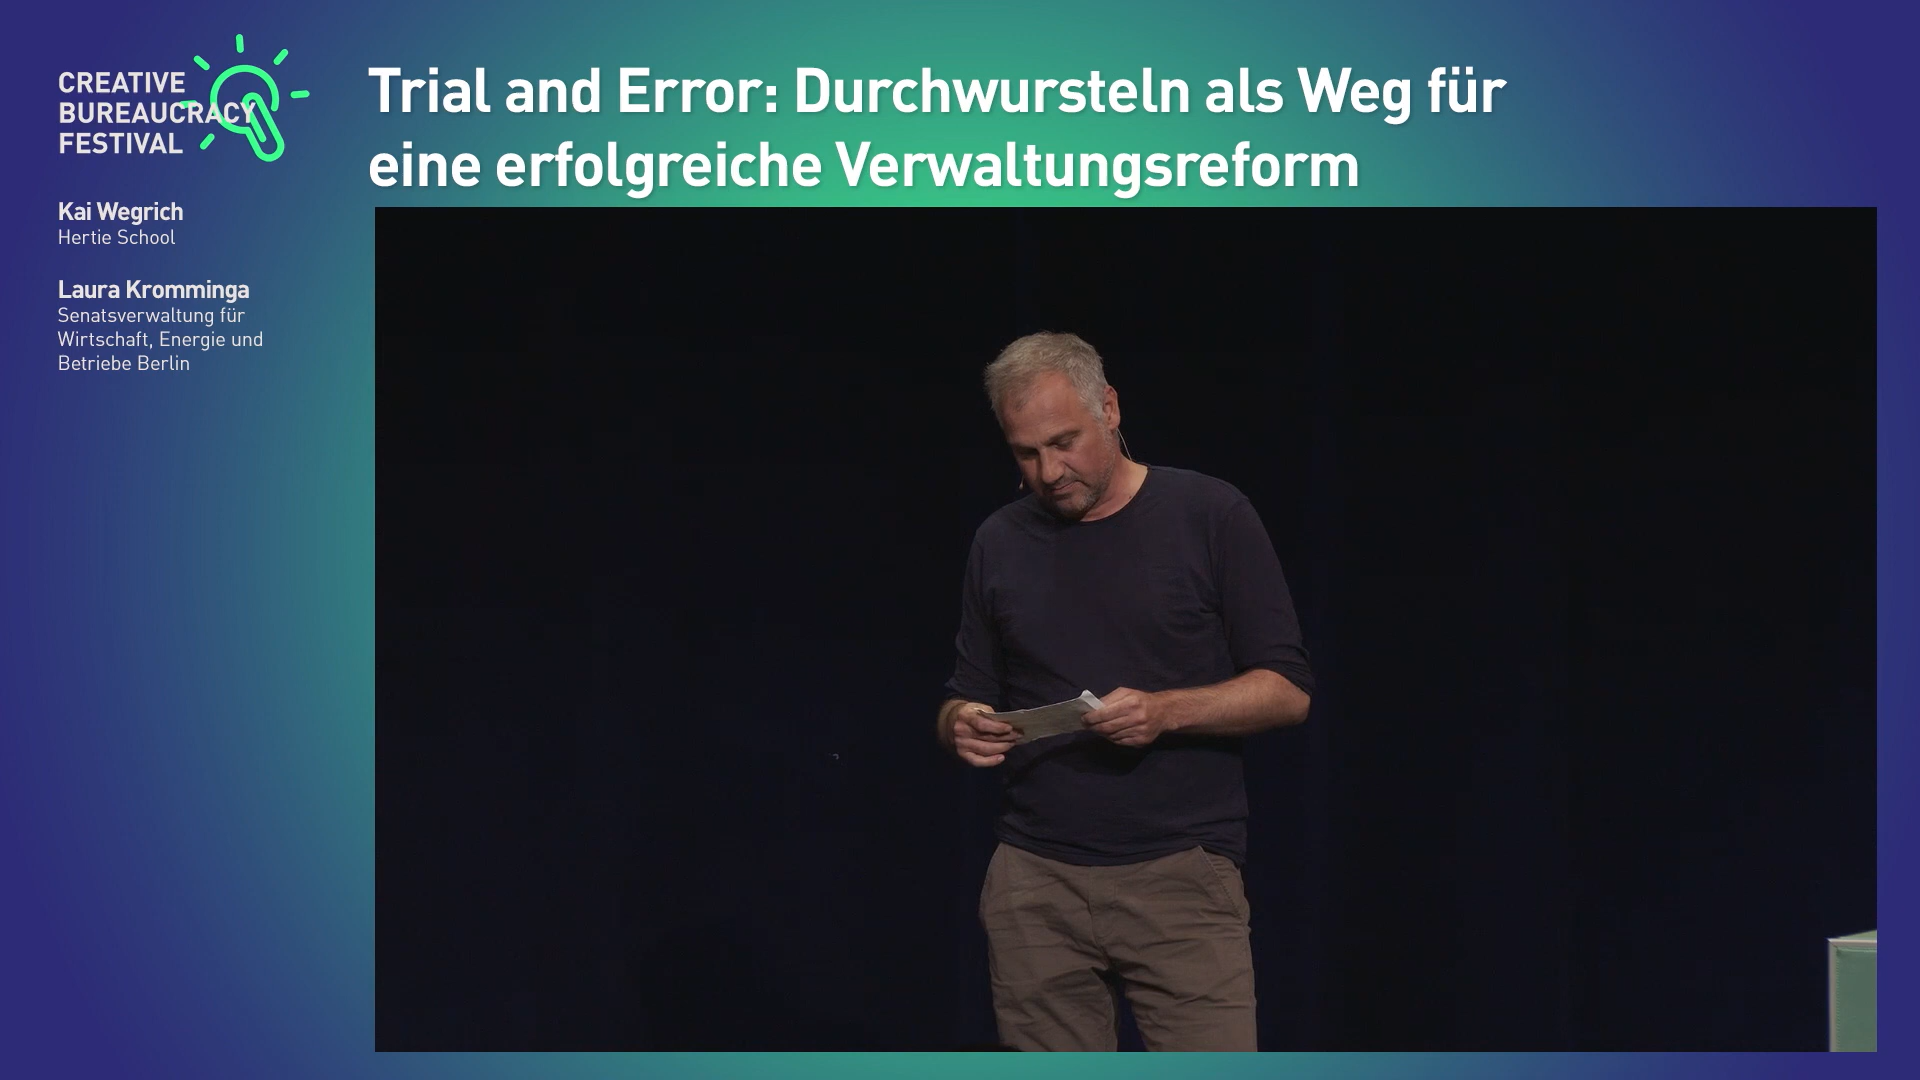 CREATIVE
BUREAUCRACY
FESTIVAL
Trial and Error: Durchwursteln als Weg für
eine erfolgreiche Verwaltungsreform
Kai Wegrich
Hertie School
Laura Kromminga
Senatsverwaltung für
Wirtschaft, Energie und
Betriebe Berlin